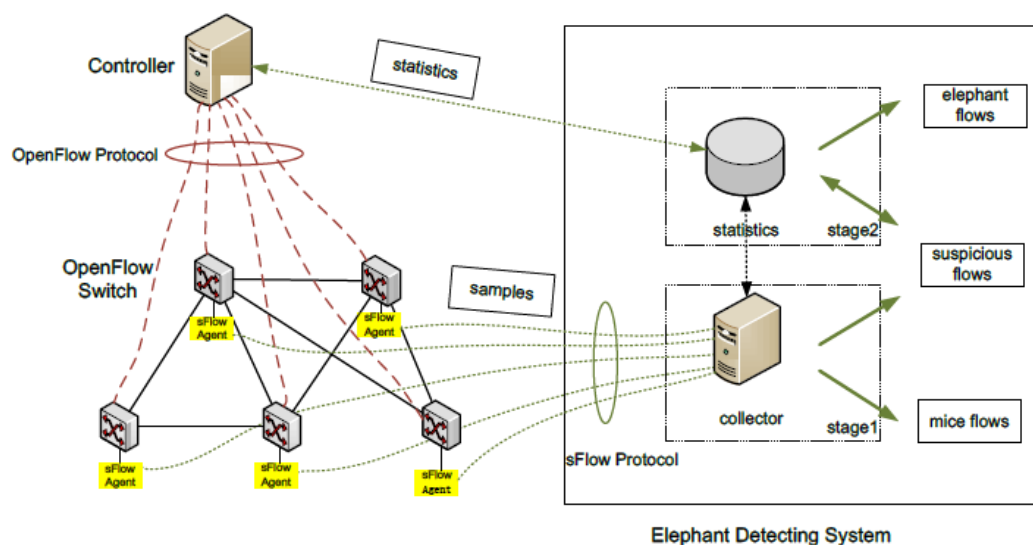 Controller
statistics
elephant
flows
OpenFlow Protocol
statistics
stage2
OpenFlow
Switch
samples
suspicious
flows
sFlow
Agent
sFlow
Agent
collector
stage1
mice flows
sFlow
Agent
sFlow
Agent
sFlow
Agent
sFlow Protocol
Elephant Detecting System